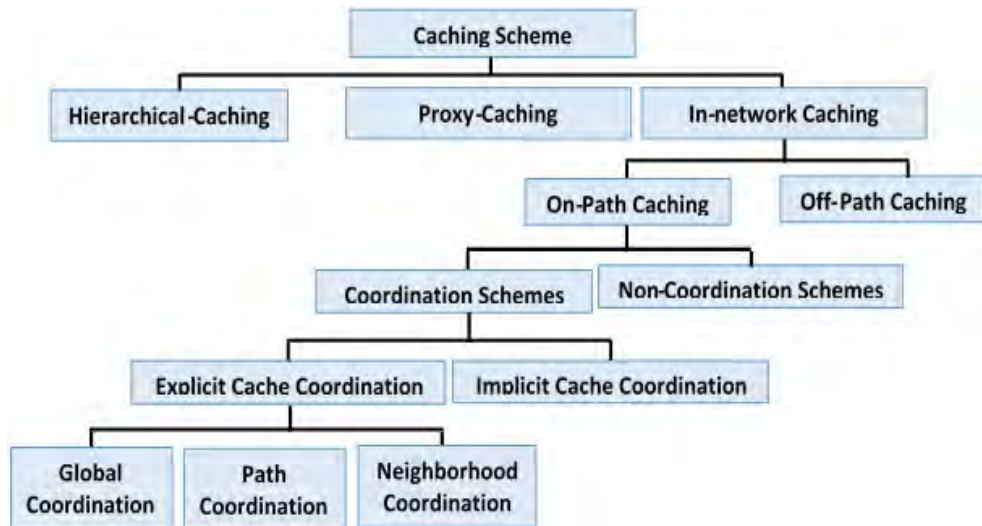 Caching Scheme
Hierarchical-Caching
Proxy-Caching
In-network Caching
On-Path Caching
Off-Path Caching
Coordination Schemes
Non-Coordination Schemes
Explicit Cache Coordination
Implicit Cache Coordination
Global
Coordination
Path
Coordination
Neighborhood
Coordination